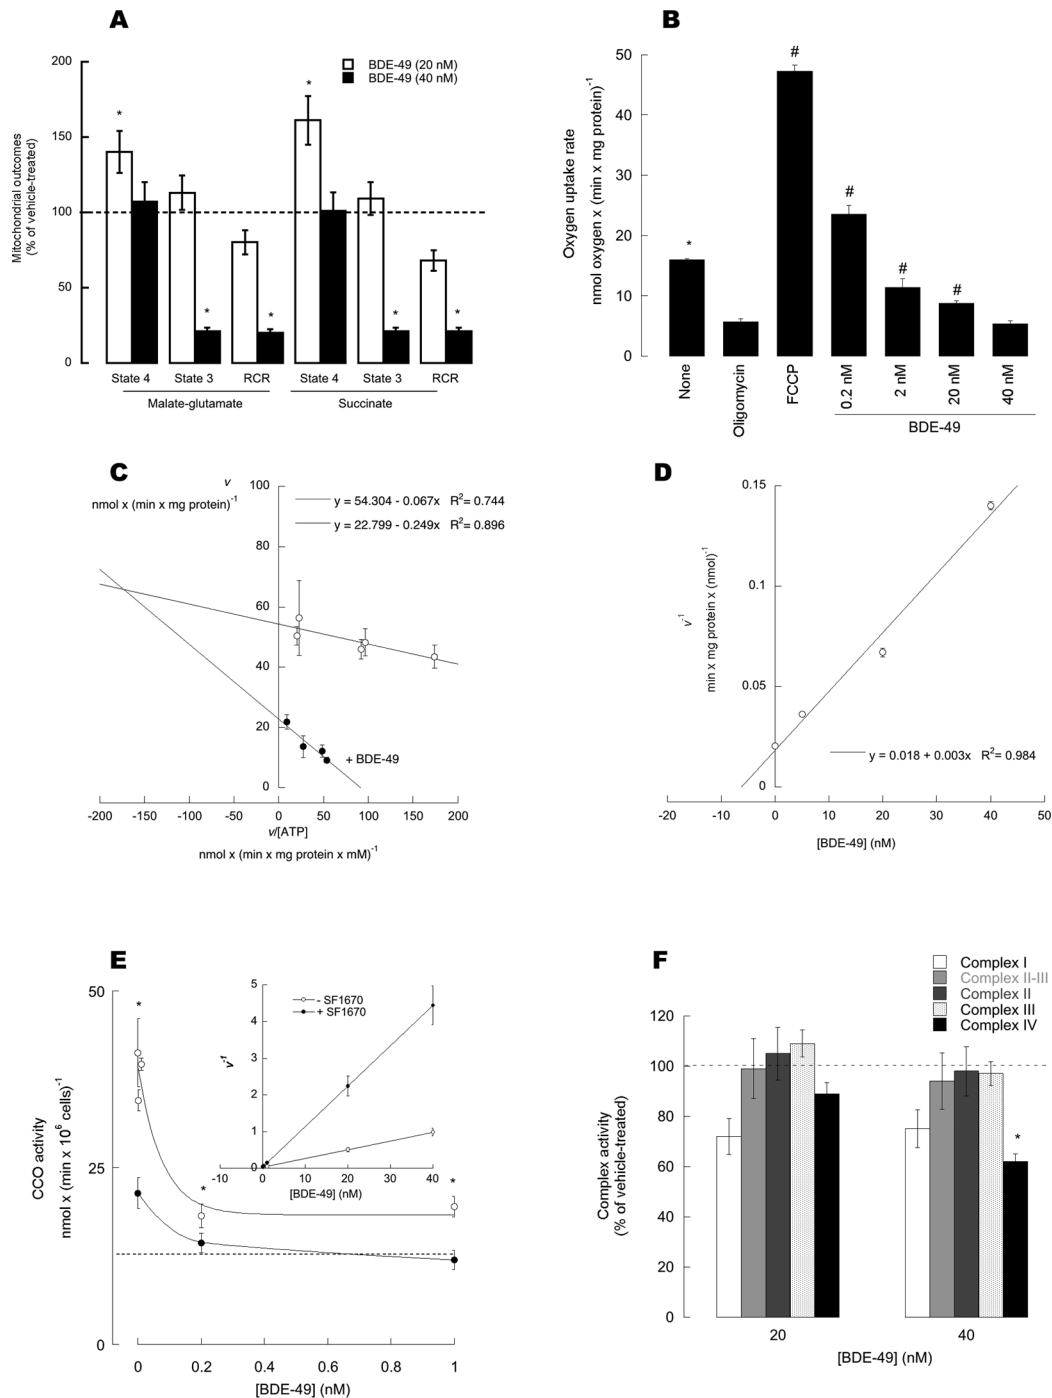 A
200
150
100
50
0
Mitochondrial outcomes
(% of vehicle-treated)
BDE-49 (20 nM)
BDE-49 (40 nM)
* * * * * *
State 4 State 3 RCR State 4 State 3 RCR
Malate-glutamate Succinate
B
50
40
30
20
10
0
Oxygen uptake rate
nmol oxygen x (min x mg protein)-1
* # # # #
None Oligomycin FCCP 0.2 nM 2 nM 20 nM 40 nM
BDE-49
C
v
nmol x (min x mg protein)-1
100
80
60
40
20
0
y = 54.304 - 0.067x R2= 0.744
y = 22.799 - 0.249x R2= 0.896
+ BDE-49
-200 -150 -100 -50 0 50 100 150 200
v/[ATP]
nmol x (min x mg protein x mM)-1
D
0.15
0.1
0.05
0
v-1
min x mg protein x (nmol)-1
y = 0.018 + 0.003x R2= 0.984
-20 -10 0 10 20 30 40 50
[BDE-49] (nM)
E
50
25
0
CCO activity
nmol x (min x 106 cells)-1
* * *
5
4
3
2
1
0
v-1
- SF1670
+ SF1670
-10 0 10 20 30 40
[BDE-49] (nM)
0 0.2 0.4 0.6 0.8 1
[BDE-49] (nM)
F
Complex I
Complex II-III
Complex II
Complex III
Complex IV
120
100
80
60
40
20
0
Complex activity
(% of vehicle-treated)
*
20 40
[BDE-49] (nM)